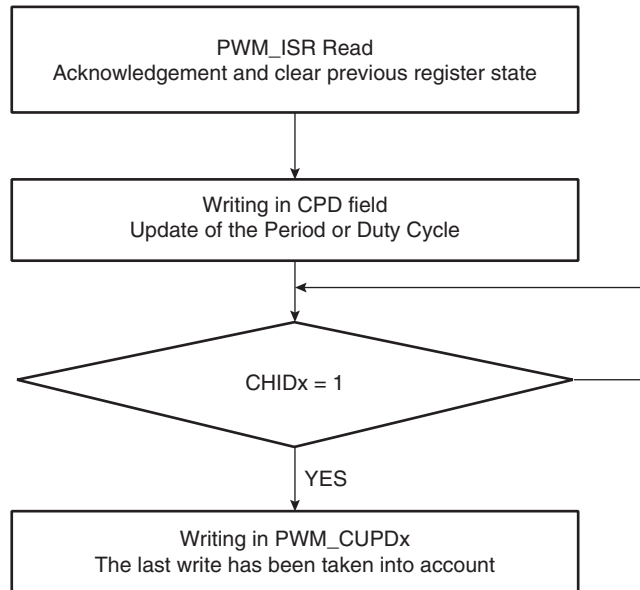 PWM_ISR Read
Acknowledgement and clear previous register state
Writing in CPD field
Update of the Period or Duty Cycle
CHIDx = 1
YES
Writing in PWM_CUPDx
The last write has been taken into account